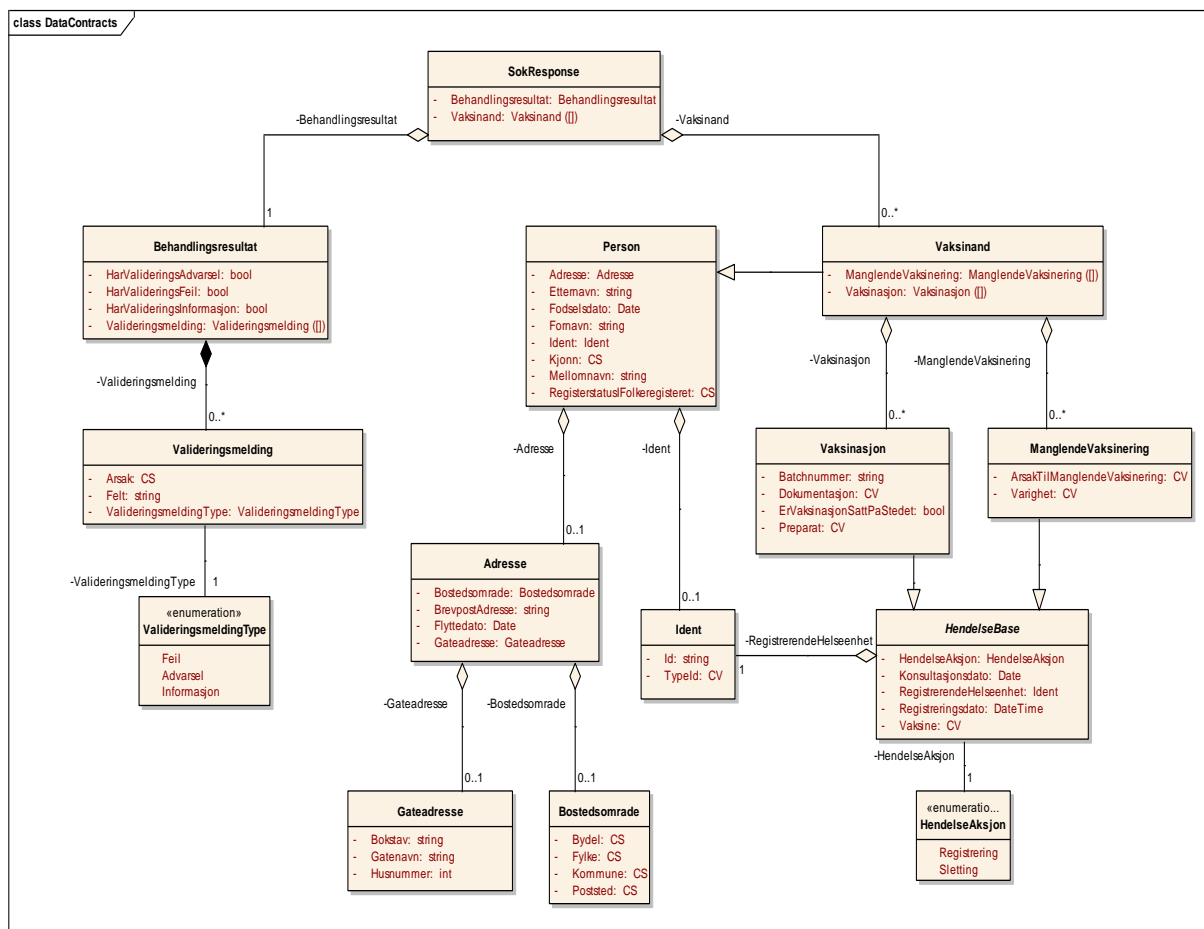 class DataContracts
SokResponse
- Behandlingsresultat: Behandlingsresultat
- Vaksinand: Vaksinand ([])
-Behandlingsresultat
-Vaksinand
1
0..*
Behandlingsresultat
- HarValideringsAdvarsel: bool
- HarValideringsFeil: bool
- HarValideringsInformasjon: bool
- Valideringsmelding: Valideringsmelding ([])
Person
- Adresse: Adresse
- Etternavn: string
- Fodselsdato: Date
- Fornavn: string
- Ident: Ident
- Kjonn: CS
- Mellomnavn: string
- RegisterstatusIFolkeregisteret: CS
Vaksinand
- ManglendeVaksinering: ManglendeVaksinering ([])
- Vaksinasjon: Vaksinasjon ([])
-Valideringsmelding
0..*
-Vaksinasjon
-ManglendeVaksinering
0..*
0..*
Valideringsmelding
- Arsak: CS
- Felt: string
- ValideringsmeldingType: ValideringsmeldingType
-Adresse
-Ident
0..1
0..1
Vaksinasjon
- Batchnummer: string
- Dokumentasjon: CV
- ErVaksinasjonSattPaStedet: bool
- Preparat: CV
ManglendeVaksinering
- ArsakTilManglendeVaksinering: CV
- Varighet: CV
-ValideringsmeldingType
1
«enumeration»
ValideringsmeldingType
Feil
Advarsel
Informasjon
Adresse
- Bostedsomrade: Bostedsomrade
- BrevpostAdresse: string
- Flyttedato: Date
- Gateadresse: Gateadresse
Ident
- Id: string
- TypeId: CV
-RegistrerendeHelseenhet
1
HendelseBase
- HendelseAksjon: HendelseAksjon
- Konsultasjonsdato: Date
- RegistrerendeHelseenhet: Ident
- Registreringsdato: DateTime
- Vaksine: CV
-Gateadresse
-Bostedsomrade
0..1
0..1
-HendelseAksjon
1
Gateadresse
- Bokstav: string
- Gatenavn: string
- Husnummer: int
Bostedsomrade
- Bydel: CS
- Fylke: CS
- Kommune: CS
- Poststed: CS
«enumeratio...
HendelseAksjon
Registrering
Sletting